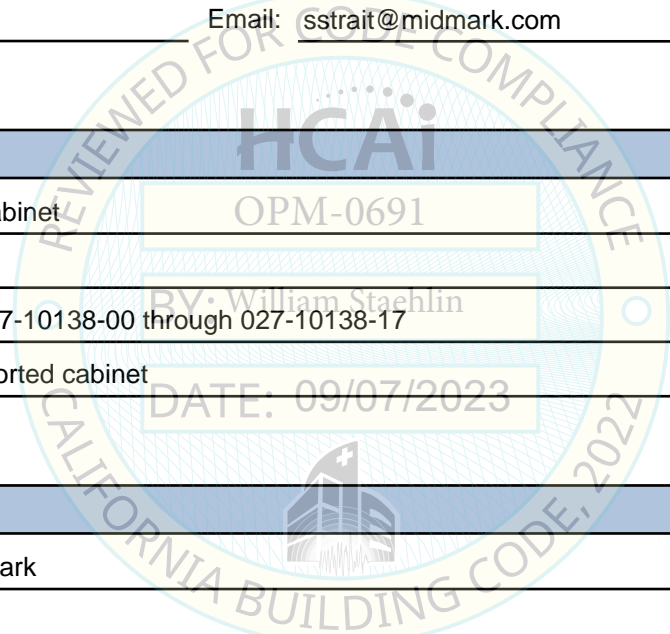 Email: sstrait@midmark.com
REVIEWED FOR CODE COMPLIANCE
HCAi
abinet
OPM-0691
BY: William Staehlin
7-10138-00 through 027-10138-17
orted cabinet
DATE: 09/07/2023
ark
CALIFORNIA BUILDING CODE, 2022